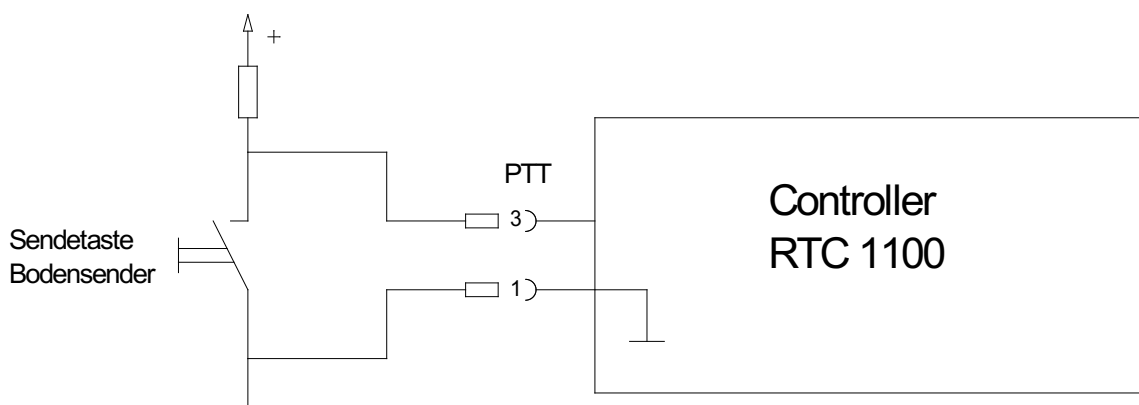 +
PTT
3
1
Sendetaste
Bodensender
Controller
RTC 1100